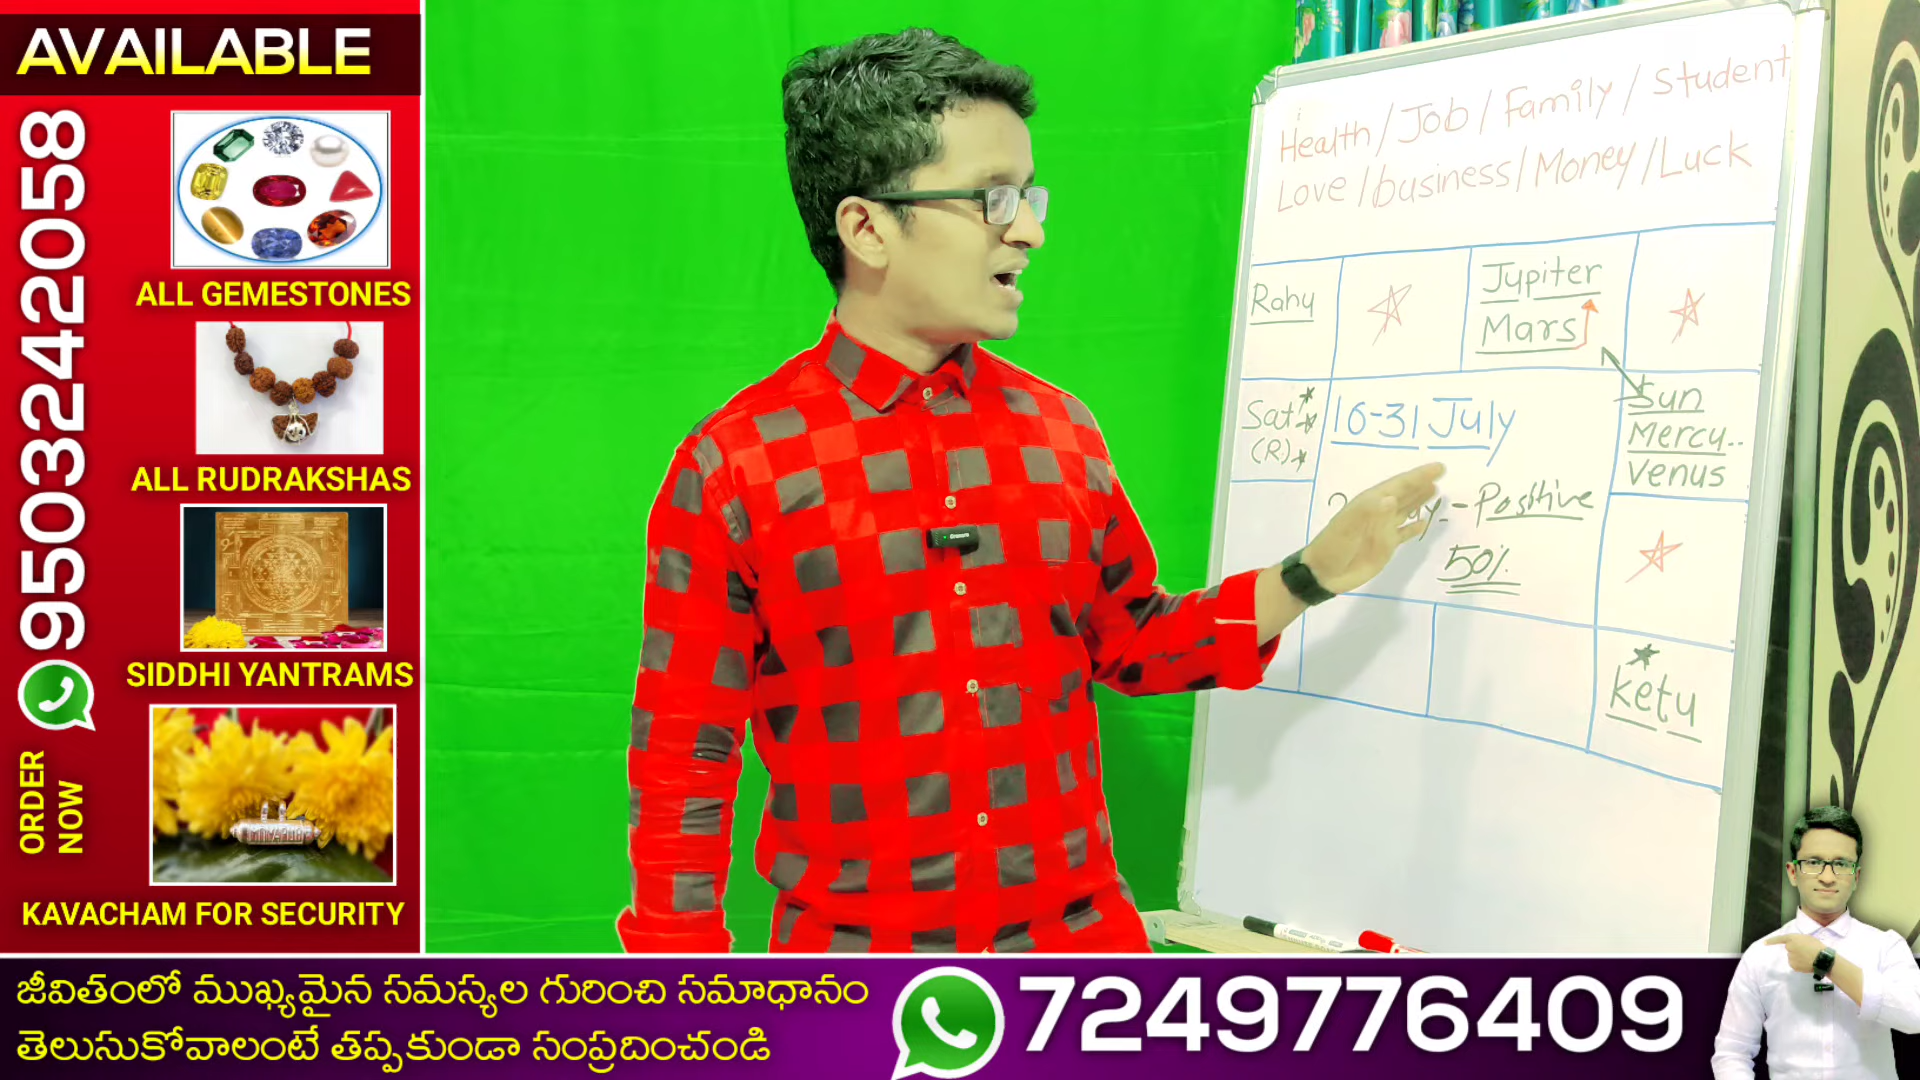 AVAILABLE
9503242058
ORDER
NOW
ALL GEMESTONES
ALL RUDRAKSHAS
SIDDHI YANTRAMS
KAVACHAM FOR SECURITY
Health / Job / Family / Student
Love / business / Money / Luck
Rahu
Jupiter
Mars
Sat
(R)
16-31 July
Sun
Mercu..
Venus
- Positive
50%
Ketu
జీవితంలో ముఖ్యమైన సమస్యల గురించి సమాధానం
తెలుసుకోవాలంటే తప్పకుండా సంప్రదించండి
7249776409